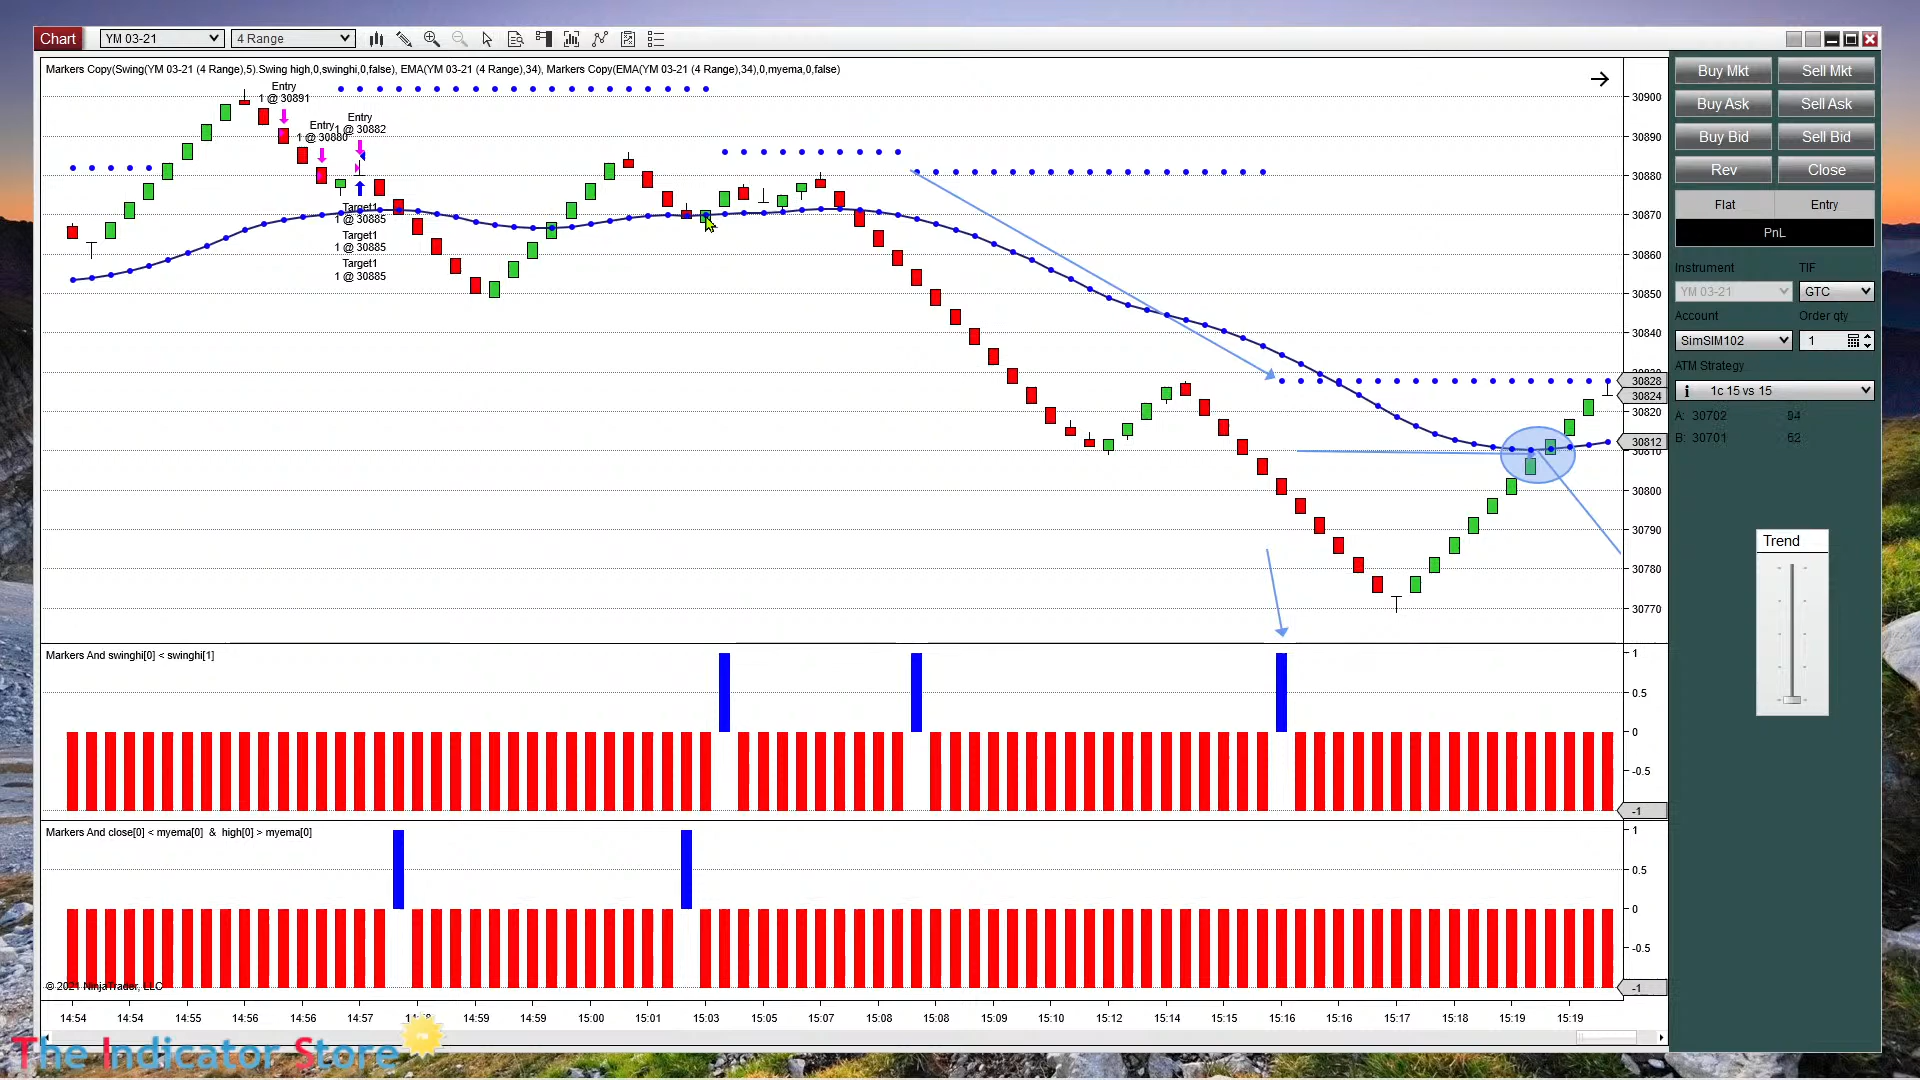 Chart YM 03-21 4 Range
Markers Copy(Swing(YM 03-21 (4 Range),5).Swing high,0,swinghi,0,false), EMA(YM 03-21 (4 Range),34), Markers Copy(EMA(YM 03-21 (4 Range),34),0,myema,0,false)
Entry
1 @ 30891
Entry
1 @ 30880
Entry
1 @ 30882
Target1
1 @ 30885
Target1
1 @ 30885
Target1
1 @ 30885
30900
30890
30880
30870
30860
30850
30840
30828
30824
30820
30812
30810
30800
30790
30780
30770
Markers And swinghi[0] < swinghi[1]
1
0.5
0
-0.5
-1
Markers And close[0] < myema[0] & high[0] > myema[0]
1
0.5
0
-0.5
-1
© 2021 NinjaTrader, LLC
14:54 14:54 14:55 14:56 14:56 14:57 14:58 14:59 14:59 15:00 15:01 15:03 15:05 15:07 15:08 15:08 15:09 15:10 15:12 15:14 15:15 15:16 15:16 15:17 15:18 15:19 15:19
The Indicator Store
Buy Mkt Sell Mkt
Buy Ask Sell Ask
Buy Bid Sell Bid
Rev Close
Flat Entry
PnL
Instrument TIF
YM 03-21 GTC
Account Order qty
SimSIM102 1
ATM Strategy
1c 15 vs 15
A: 30702 94
B: 30701 62
Trend